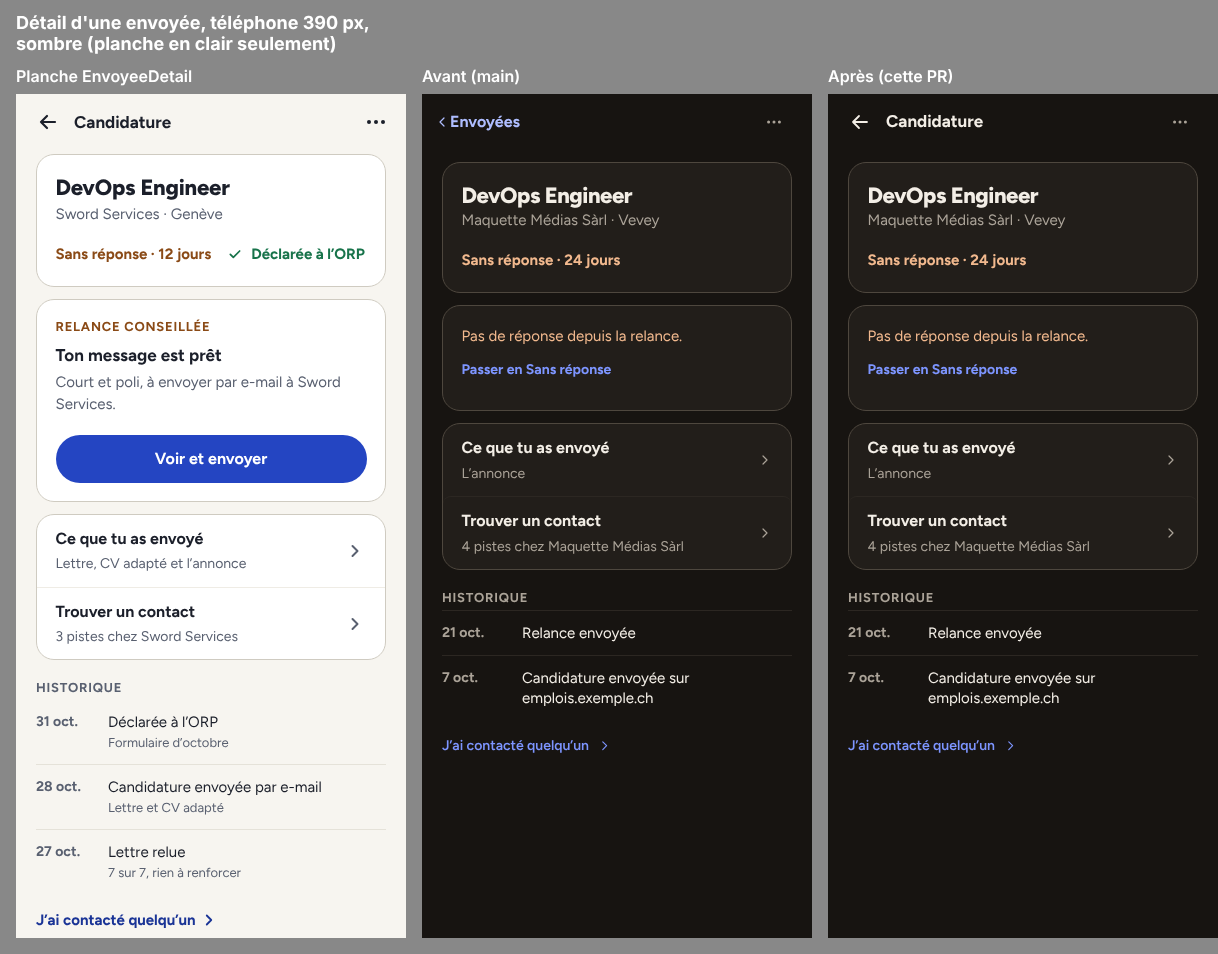 Détail d'une envoyée, téléphone 390 px,
sombre (planche en clair seulement)
Planche EnvoyeeDetail
Candidature
DevOps Engineer
Sword Services · Genève
Sans réponse · 12 jours
Déclarée à l’ORP
RELANCE CONSEILLÉE
Ton message est prêt
Court et poli, à envoyer par e-mail à Sword
Services.
Voir et envoyer
Ce que tu as envoyé
Lettre, CV adapté et l’annonce
Trouver un contact
3 pistes chez Sword Services
HISTORIQUE
31 oct.
Déclarée à l’ORP
Formulaire d’octobre
28 oct.
Candidature envoyée par e-mail
Lettre et CV adapté
27 oct.
Lettre relue
7 sur 7, rien à renforcer
J’ai contacté quelqu’un
Avant (main)
Envoyées
DevOps Engineer
Maquette Médias Sàrl · Vevey
Sans réponse · 24 jours
Pas de réponse depuis la relance.
Passer en Sans réponse
Ce que tu as envoyé
L’annonce
Trouver un contact
4 pistes chez Maquette Médias Sàrl
HISTORIQUE
21 oct.
Relance envoyée
7 oct.
Candidature envoyée sur
emplois.exemple.ch
J’ai contacté quelqu’un
Après (cette PR)
Candidature
DevOps Engineer
Maquette Médias Sàrl · Vevey
Sans réponse · 24 jours
Pas de réponse depuis la relance.
Passer en Sans réponse
Ce que tu as envoyé
L’annonce
Trouver un contact
4 pistes chez Maquette Médias Sàrl
HISTORIQUE
21 oct.
Relance envoyée
7 oct.
Candidature envoyée sur
emplois.exemple.ch
J’ai contacté quelqu’un